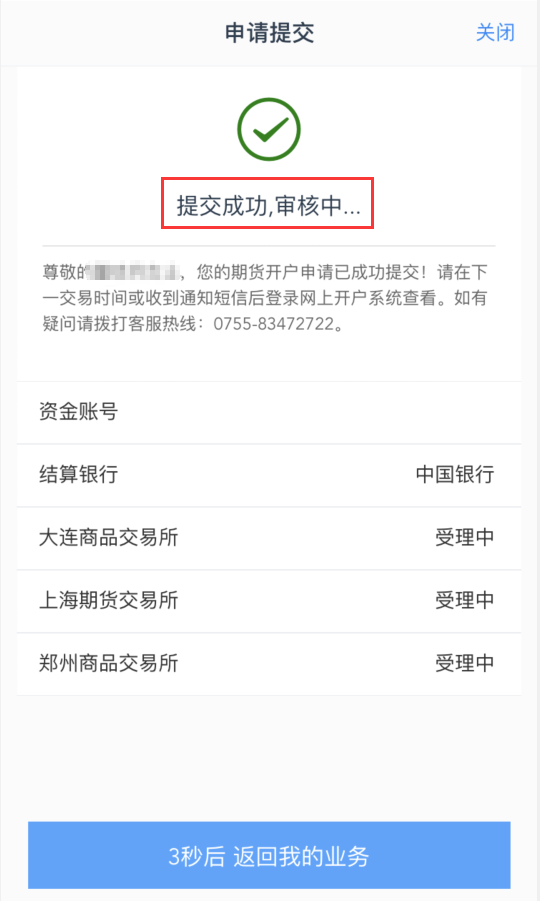 申请提交
关闭
提交成功,审核中...
尊敬的，您的期货开户申请已成功提交！请在下
一交易时间或收到通知短信后登录网上开户系统查看。如有
疑问请拨打客服热线：0755-83472722。
资金账号
结算银行 中国银行
大连商品交易所 受理中
上海期货交易所 受理中
郑州商品交易所 受理中
3秒后 返回我的业务